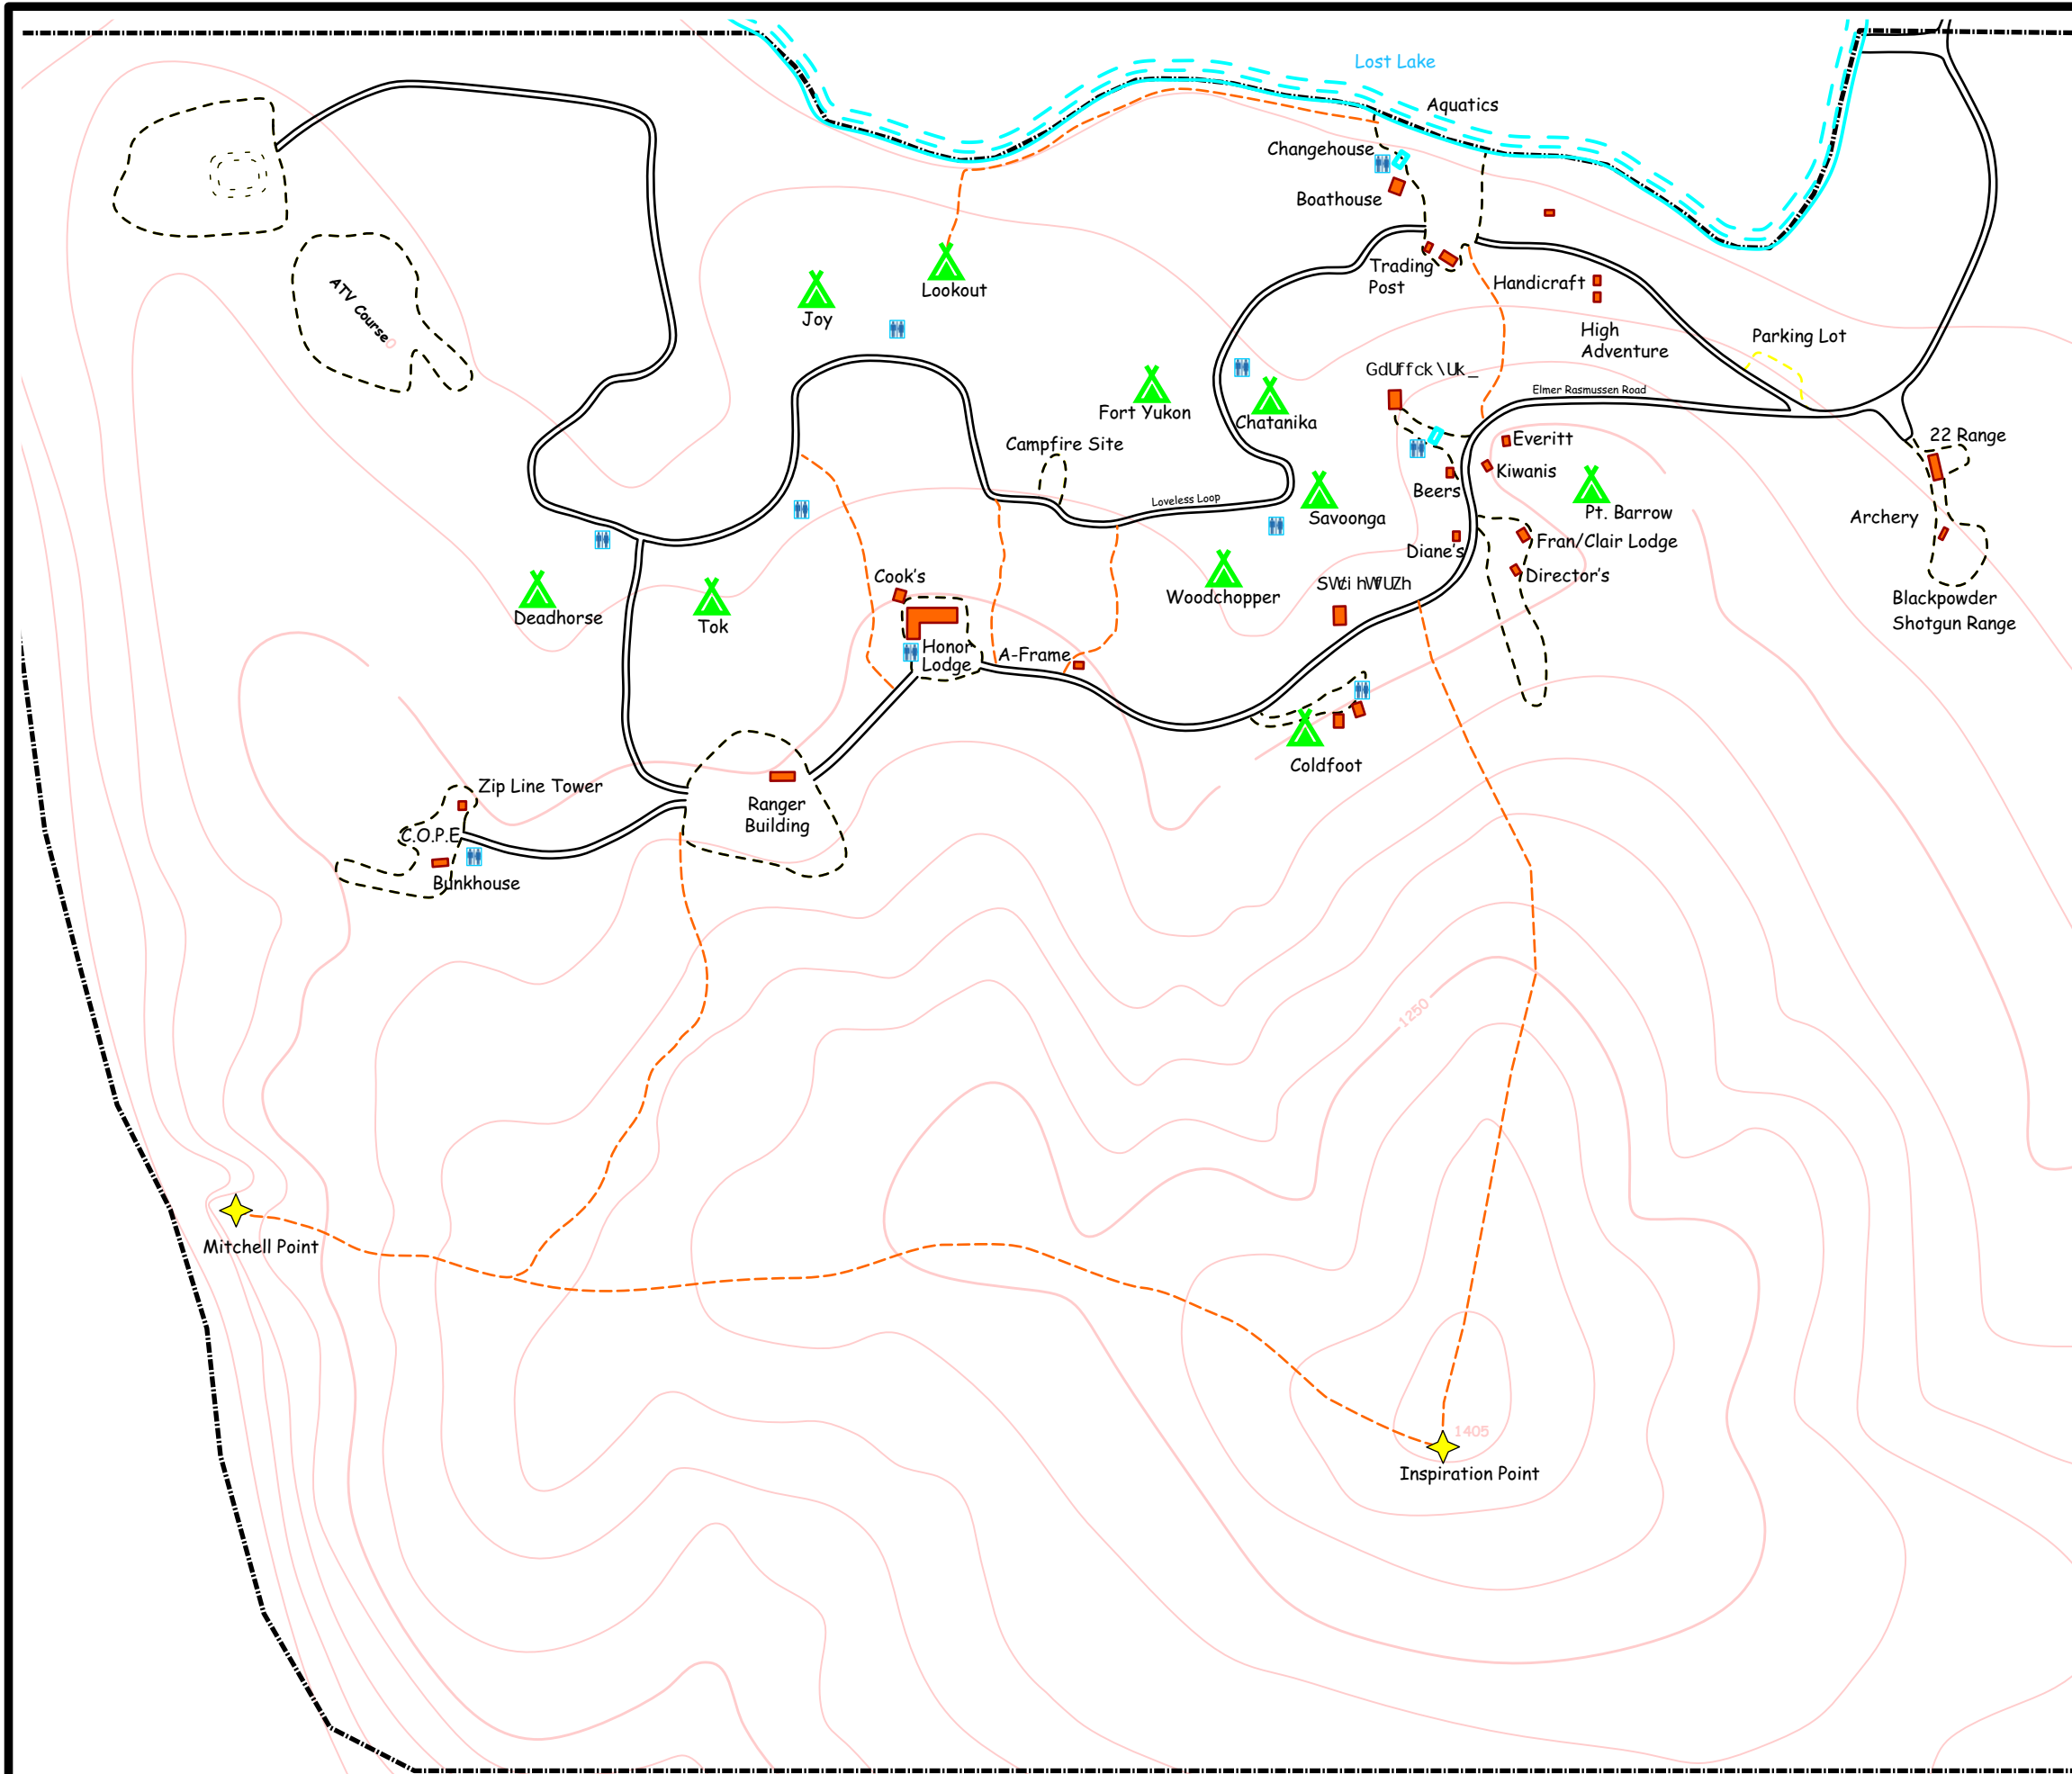 Lost Lake
Aquatics
Changehouse
Boathouse
Trading
Post
Handicraft
High
Adventure
Parking Lot
ATV Course
Lookout
Joy
GdUffck \Uk_
Elmer Rasmussen Road
Fort Yukon
Chatanika
Campfire Site
Everitt
22 Range
Kiwanis
Beers
Loveless Loop
Savoonga
Pt. Barrow
Archery
Diane's
Fran/Clair Lodge
Director's
Cook's
Woodchopper
Blackpowder
Shotgun Range
Deadhorse
Tok
Honor
Lodge
A-Frame
Coldfoot
Zip Line Tower
Ranger
Building
C.O.P.E
Bunkhouse
1250
Mitchell Point
1405
Inspiration Point